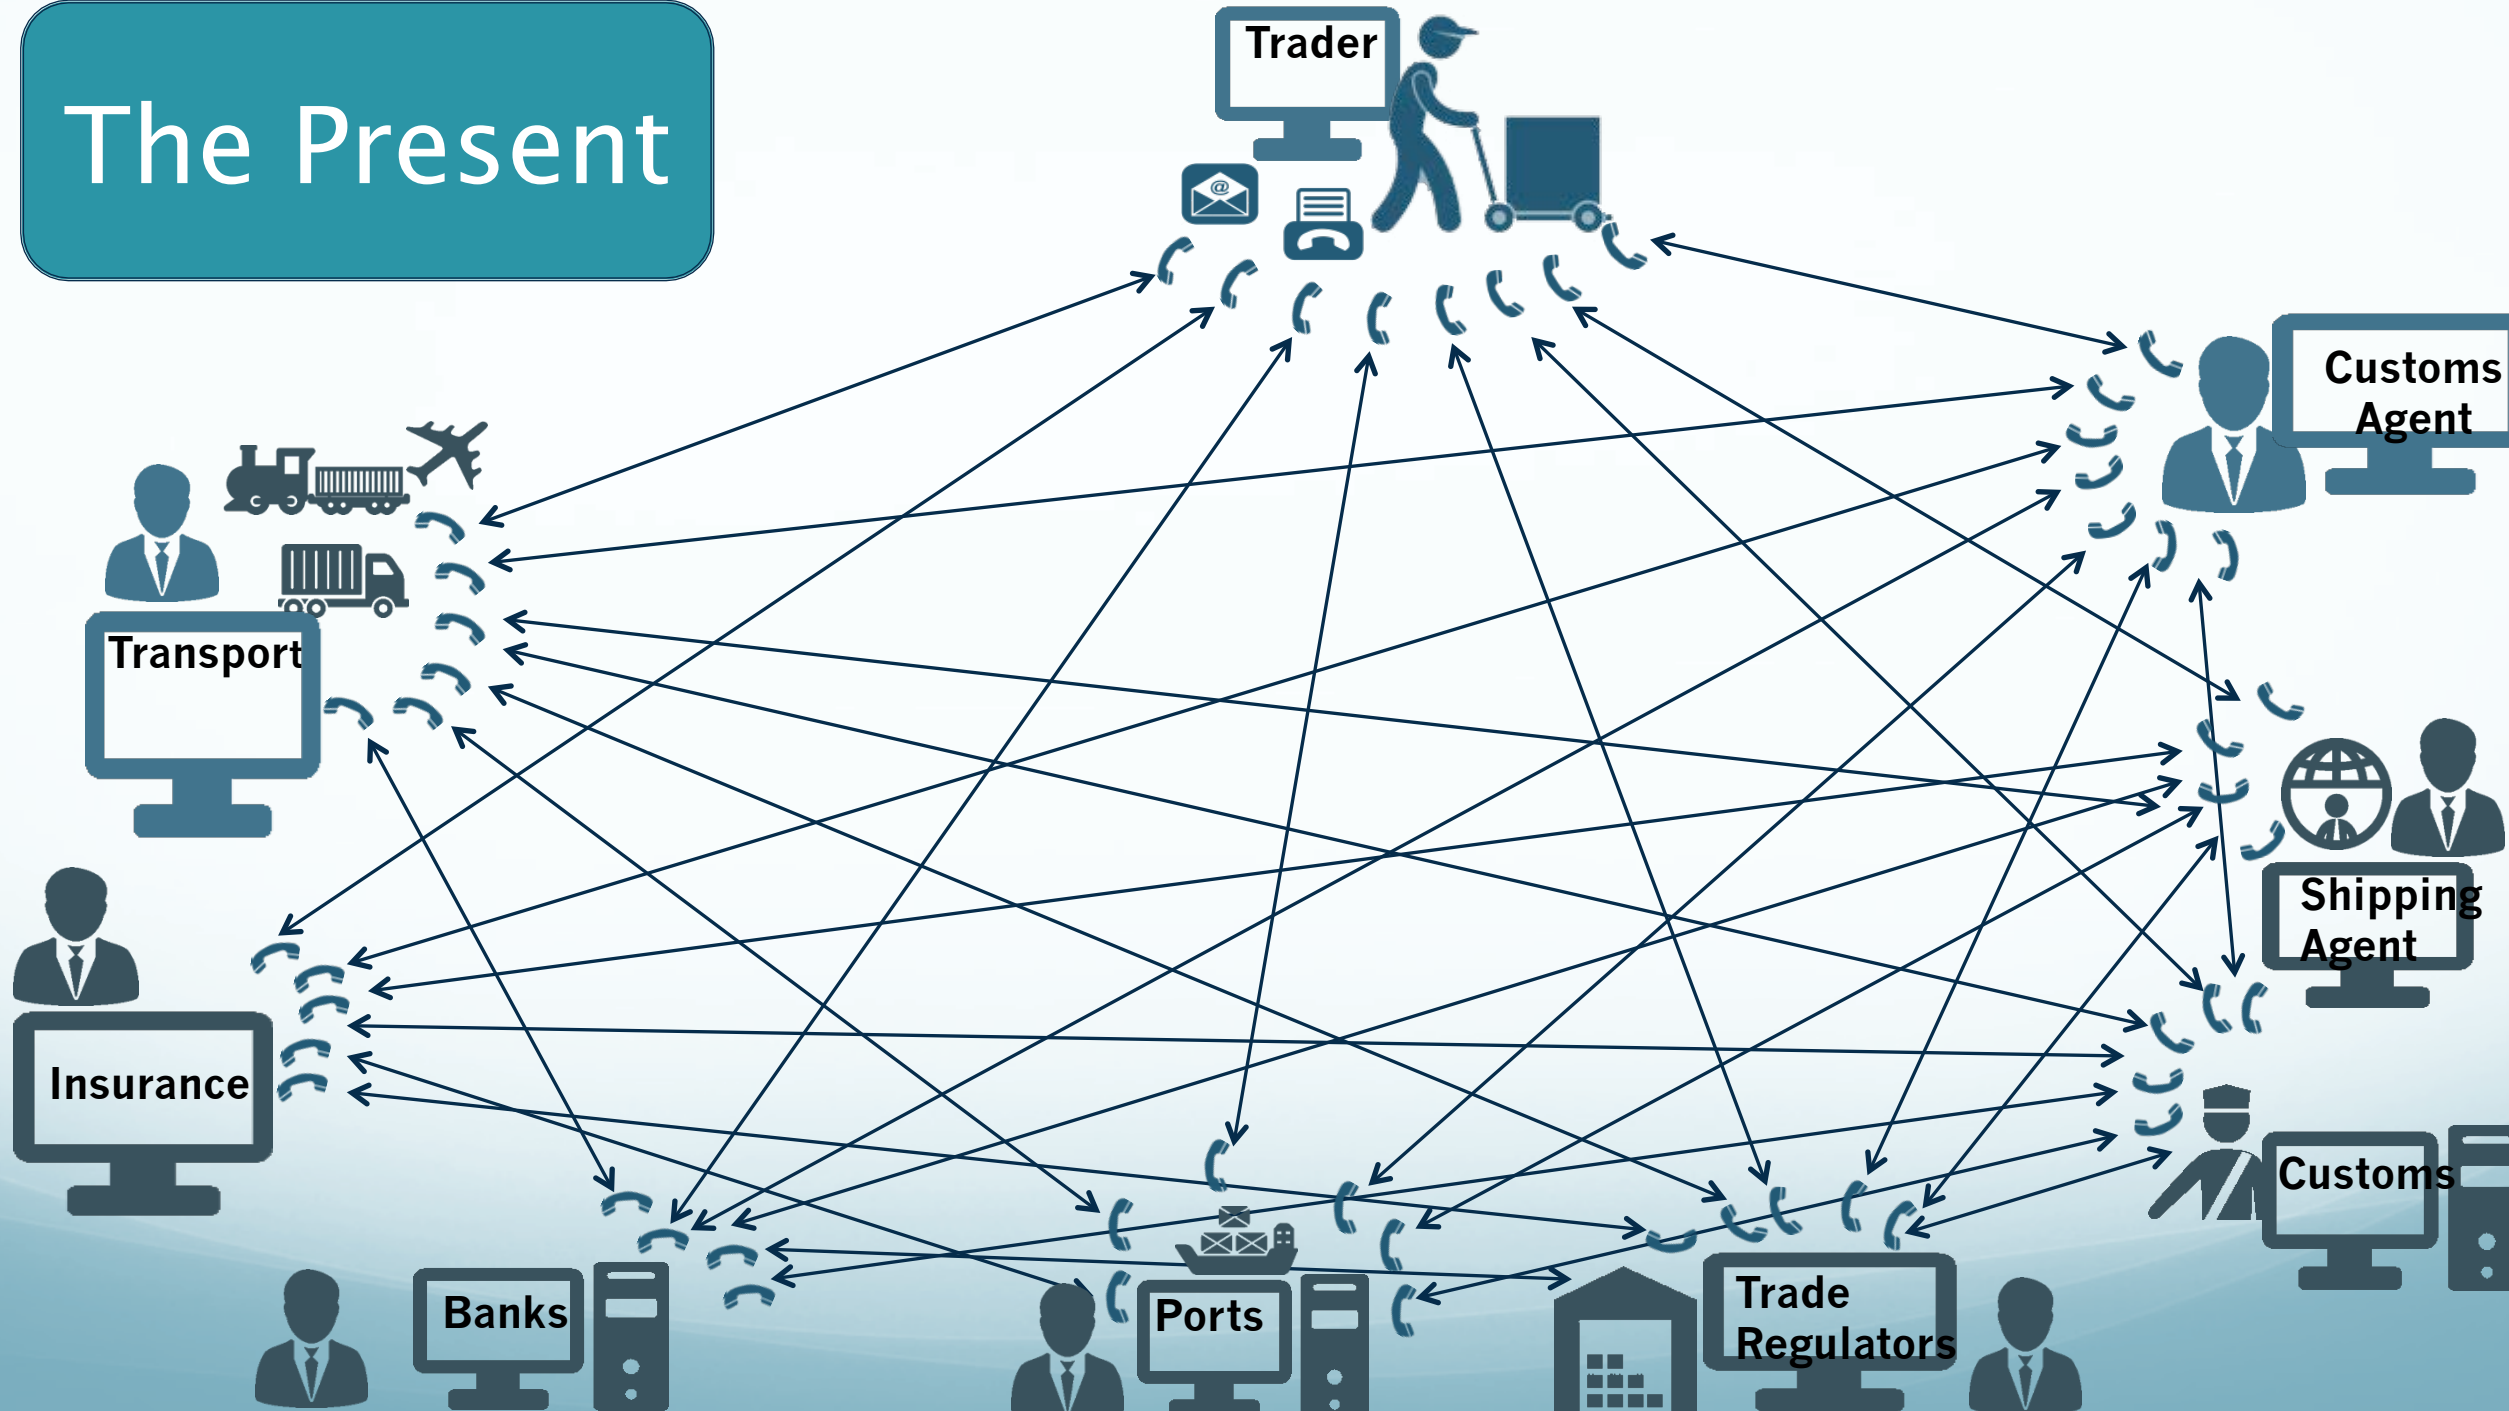 The Present
Trader
Customs
Agent
Transport
Shipping
Agent
Insurance
Customs
Banks
Ports
Trade
Regulators
@